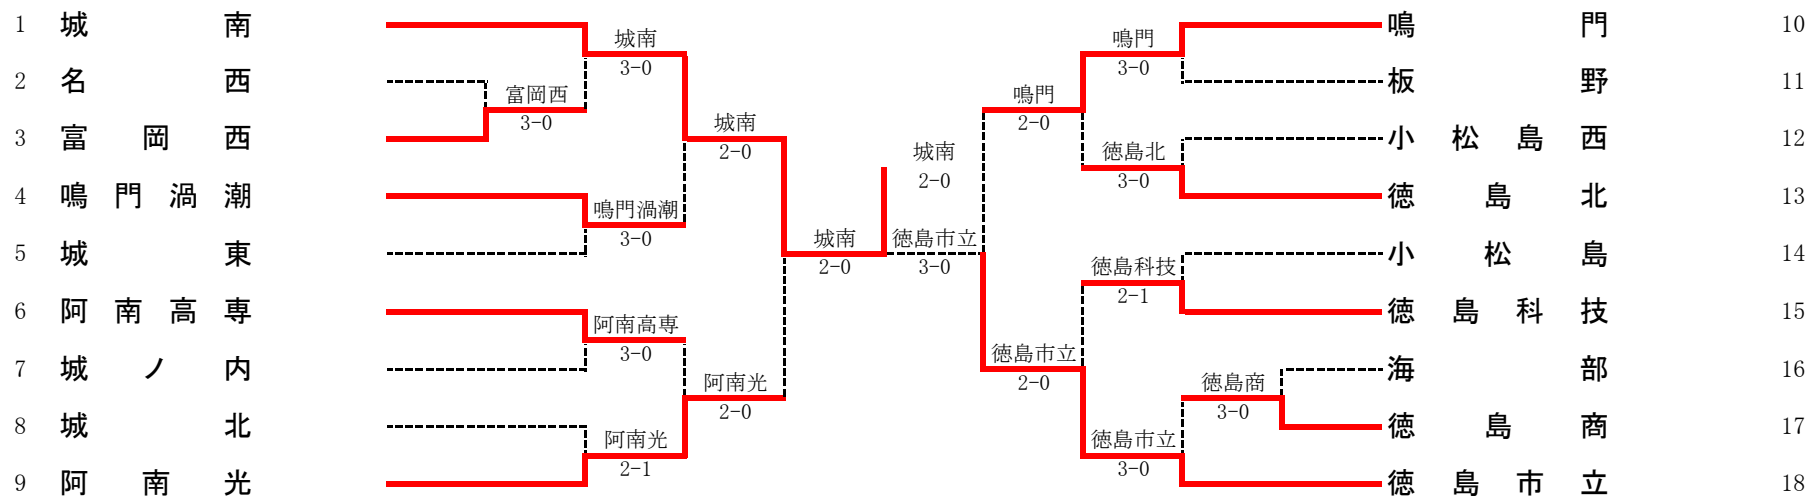 1 城南 城南 鳴門 鳴門 10
3-0 3-0
2 名西 富岡西 鳴門 板野 11
3-0 2-0
3 富岡西 城南 城南 徳島北 小松島西 12
2-0 2-0 3-0
4 鳴門渦潮 鳴門渦潮 徳島北 13
3-0
5 城東 城南 徳島市立 徳島科技 小松島 14
2-0 3-0 2-1
6 阿南高専 阿南高専 徳島科技 15
3-0
7 城ノ内 阿南光 徳島市立 徳島商 海部 16
2-0 2-0 3-0
8 城北 阿南光 徳島市立 徳島商 17
2-1 3-0
9 阿南光 徳島市立 18